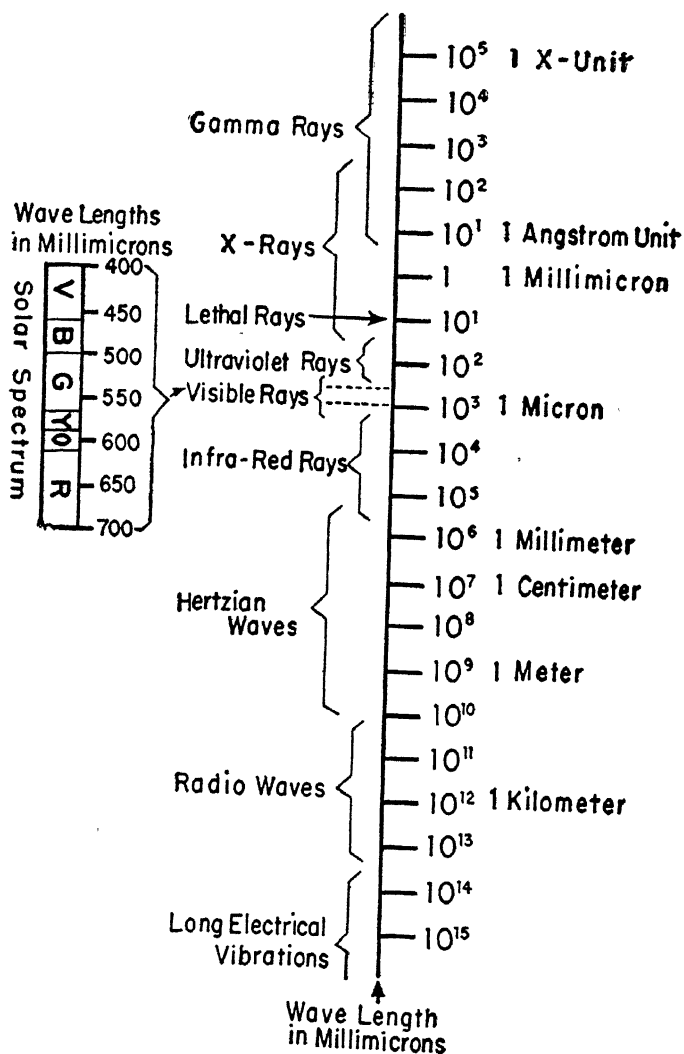 10⁵ 1 X-Unit
10⁴
Gamma Rays
10³
10²
Wave Lengths
in Millimicrons
X-Rays
10¹ 1 Angstrom Unit
1 1 Millimicron
Lethal Rays
10¹
Ultraviolet Rays
10²
Visible Rays
10³ 1 Micron
Solar Spectrum
V
B
G
Y
O
R
400
450
500
550
600
650
700
Infra-Red Rays
10⁴
10⁵
10⁶ 1 Millimeter
10⁷ 1 Centimeter
Hertzian
Waves
10⁸
10⁹ 1 Meter
10¹⁰
10¹¹
Radio Waves
10¹² 1 Kilometer
10¹³
10¹⁴
Long Electrical
Vibrations
10¹⁵
Wave Length
in Millimicrons